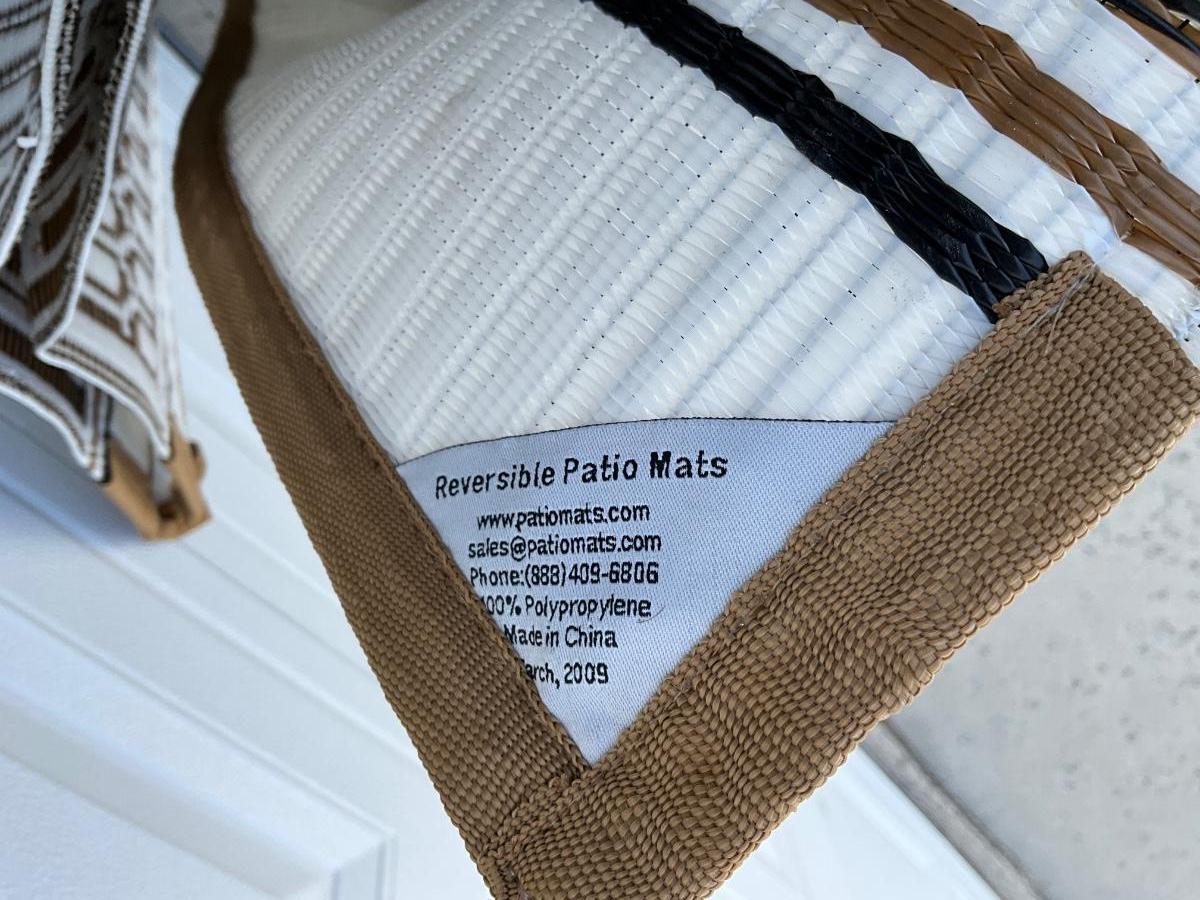 Reversible Patio Mats
www.patiomats.com
sales@patiomats.com
Phone:(888)409-6806
00% Polypropylene
Made in China
arch, 2009